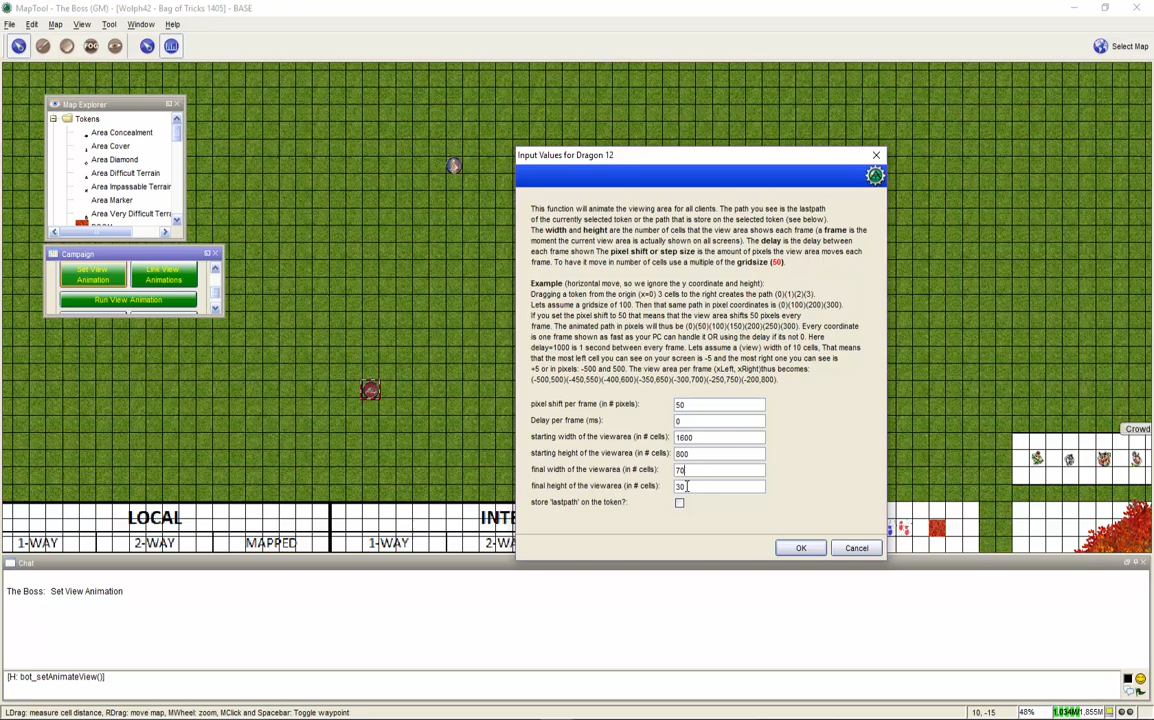 MapTool - The Boss (GM) - [Wolph42 - Bag of Tricks 1405] - BASE
File Edit Map View Tool Window Help
FOG
Select Map
Map Explorer
Tokens
Area Concealment
Area Cover
Area Diamond
Area Difficult Terrain
Area Impassable Terrain
Area Marker
Area Very Difficult Terra
Campaign
Set View Animation
Link View Animations
Run View Animation
Input Values for Dragon 12
This function will animate the viewing area for all clients. The path you see is the lastpath
of the currently selected token or the path that is store on the selected token (see below).
The width and height are the number of cells that the view area shows each frame (a frame is the
moment the current view area is actually shown on all screens). The delay is the delay between
each frame shown The pixel shift or step size is the amount of pixels the view area moves each
frame. To have it move in number of cells use a multiple of the gridsize (50).
Example (horizontal move, so we ignore the y coordinate and height):
Dragging a token from the origin (x=0) 3 cells to the right creates the path (0)(1)(2)(3).
Lets assume a gridsize of 100. Then that same path in pixel coordinates is (0)(100)(200)(300).
If you set the pixel shift to 50 that means that the view area shifts 50 pixels every
frame. The animated path in pixels will thus be (0)(50)(100)(150)(200)(250)(300). Every coordinate
is one frame shown as fast as your PC can handle it OR using the delay if its not 0. Here
delay=1000 is 1 second between every frame. Lets assume a (view) width of 10 cells, That means
that the most left cell you can see on your screen is -5 and the most right one you can see is
+5 or in pixels: -500 and 500. The view area per frame (xLeft, xRight)thus becomes:
(-500,500)(-450,550)(-400,600)(-350,650)(-300,700)(-250,750)(-200,800).
pixel shift per frame (in # pixels): 50
Delay per frame (ms): 0
starting width of the viewarea (in # cells): 1600
starting height of the viewarea (in # cells): 800
final width of the viewarea (in # cells): 70
final height of the viewarea (in # cells): 30
store 'lastpath' on the token?:
OK Cancel
Crowd
LOCAL INTE
1-WAY 2-WAY MAPPED 1-WAY 2-W
Chat
The Boss: Set View Animation
[H: bot_setAnimateView()]
LDrag: measure cell distance, RDrag: move map, MWheel: zoom, MClick and Spacebar: Toggle waypoint
10, -15 48% 1,034M/1,855M